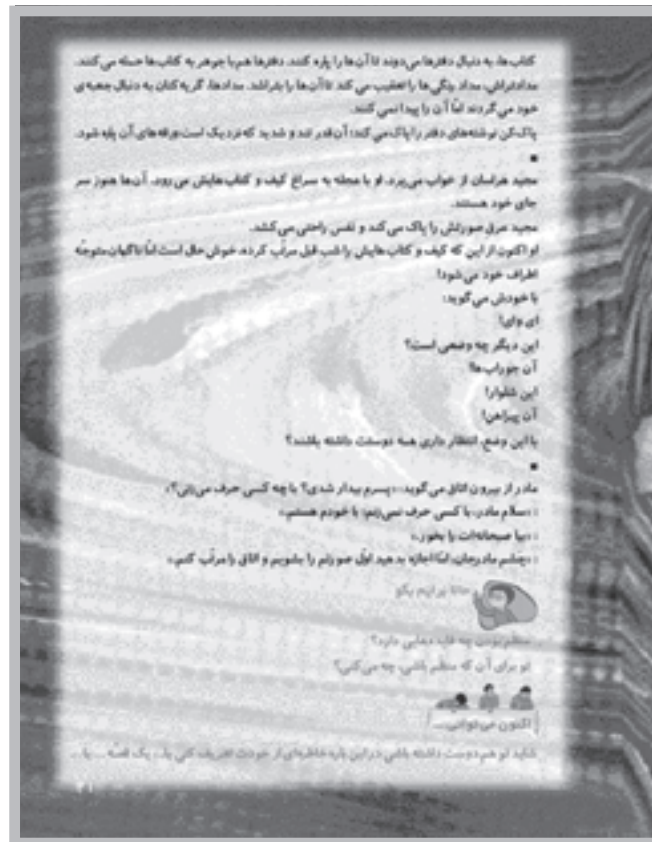 کتاب‌ها، به دنبال دفترها می‌دوند تا آن‌ها را پاره کنند. دفترها هم با جوهر به کتاب‌ها حمله می‌کنند.
مدادتراش، مداد رنگی‌ها را تعقیب می‌کند تا آن‌ها را بتراشد. مدادها، گریه‌کنان به دنبال جعبه‌ی
خود می‌گردند امّا آن را پیدا نمی‌کنند.
پاک‌کن نوشته‌های دفتر را پاک می‌کند؛ آن‌قدر تند و شدید که نزدیک است ورقه‌های آن پاره شود.
مجید هراسان از خواب می‌پرد. او با عجله به سراغ کیف و کتاب‌هایش می‌رود. آن‌ها هنوز سر
جای خود هستند.
مجید عرق صورتش را پاک می‌کند و نفس راحتی می‌کشد.
او اکنون از این که کیف و کتاب‌هایش را شب قبل مرتّب کرده، خوش‌حال است امّا ناگهان متوجّه
اطراف خود می‌شود!
با خودش می‌گوید:
ای وای!
این دیگر چه وضعی است؟
آن جوراب‌ها!
این شلوار!
آن پیراهن!
با این وضع، انتظار داری همه دوستت داشته باشند؟
مادر از بیرون اتاق می‌گوید: «پسرم بیدار شدی؟ با چه کسی حرف می‌زنی؟»
: «سلام مادر، با کسی حرف نمی‌زنم؛ با خودم هستم.»
: «بیا صبحانه‌ات را بخور.»
: «چشم مادرجان، امّا اجازه بدهید اوّل صورتم را بشویم و اتاق را مرتّب کنم.»
حالا برایم بگو
منظم بودن چه فایده‌هایی دارد؟
تو برای آن که منظم باشی، چه می‌کنی؟
اکنون می‌توانی...
شاید تو هم دوست داشته باشی در این باره خاطره‌ای از خودت تعریف کنی یا... یک قصّه ... یا...